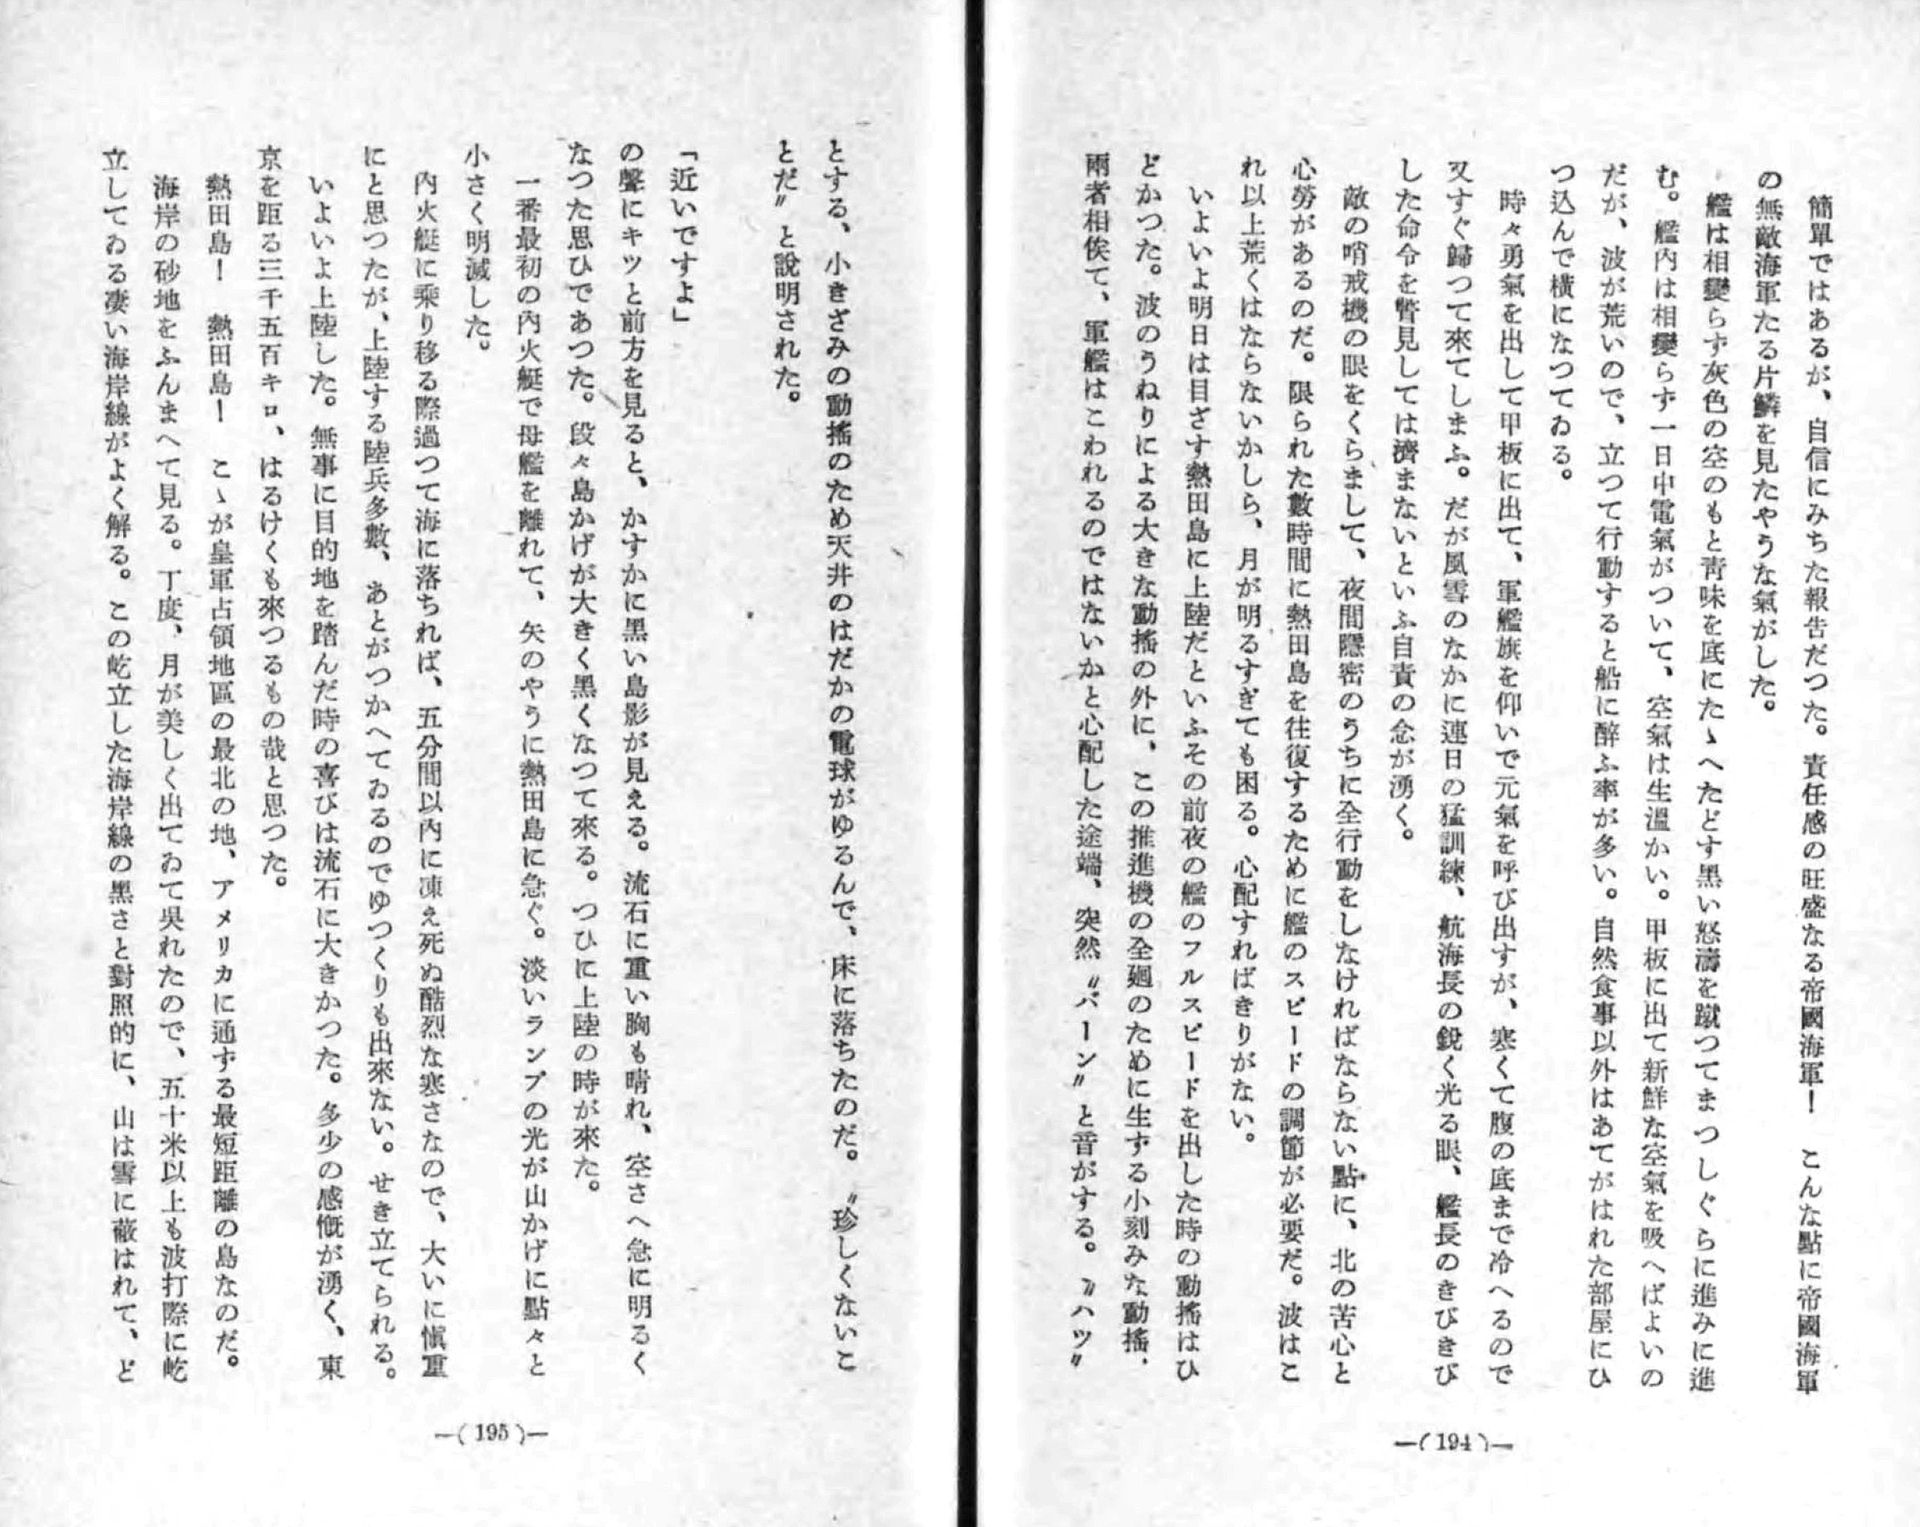 簡單ではあるが、自信にみちた報告だつた。責任感の旺盛なる帝國海軍！　こんな點に帝國海軍
の無敵海軍たる片鱗を見たやうな氣がした。
艦は相變らず灰色の空のもと青味を底にたゝへたどす黑い怒濤を蹴つてまつしぐらに進みに進
む。艦內は相變らず一日中電氣がついて、空氣は生溫かい。甲板に出て新鮮な空氣を吸へばよいの
だが、波が荒いので、立つて行動すると船に醉ふ率が多い。自然食事以外はあてがはれた部屋にひ
つ込んで橫になつてゐる。
時々勇氣を出して甲板に出て、軍艦旗を仰いで元氣を呼び出すが、寒くて腹の底まで冷へるので
又すぐ歸つて來てしまふ。だが風雪のなかに連日の猛訓練、航海長の銳く光る眼、艦長のきびきび
した命令を瞥見しては濟まないといふ自責の念が湧く。
敵の哨戒機の眼をくらまして、夜間隱密のうちに全行動をしなければならない點に、北の苦心と
心勞があるのだ。限られた數時間に熱田島を往復するために艦のスピードの調節が必要だ。波はこ
れ以上荒くはならないかしら、月が明るすぎても困る。心配すればきりがない。
いよいよ明日は目ざす熱田島に上陸だといふその前夜の艦のフルスピードを出した時の動搖はひ
どかつた。波のうねりによる大きな動搖の外に、この推進機の全廻のために生ずる小刻みな動搖、
兩者相俟て、軍艦はこわれるのではないかと心配した途端、突然〝バーン〟と音がする。〝ハツ〟
—(194)—
とする、小きざみの動搖のため天井のはだかの電球がゆるんで、床に落ちたのだ。〝珍しくないこ
とだ〟と說明された。
「近いですよ」
の聲にキツと前方を見ると、かすかに黑い島影が見える。流石に重い胸も晴れ、空さへ急に明るく
なつた思ひであつた。段々島かげが大きく黑くなつて來る。つひに上陸の時が來た。
一番最初の內火艇で母艦を離れて、矢のやうに熱田島に急ぐ。淡いランプの光が山かげに點々と
小さく明滅した。
內火艇に乘り移る際過つて海に落ちれば、五分間以內に凍え死ぬ酷烈な寒さなので、大いに愼重
にと思つたが、上陸する陸兵多數、あとがつかへてゐるのでゆつくりも出來ない。せき立てられる。
いよいよ上陸した。無事に目的地を踏んだ時の喜びは流石に大きかつた。多少の感慨が湧く、東
京を距る三千五百キロ、はるけくも來つるもの哉と思つた。
熱田島！　熱田島！　こゝが皇軍占領地區の最北の地、アメリカに通ずる最短距離の島なのだ。
海岸の砂地をふんまへて見る。丁度、月が美しく出てゐて吳れたので、五十米以上も波打際に屹
立してゐる凄い海岸線がよく解る。この屹立した海岸線の黑さと對照的に、山は雪に蔽はれて、ど
—(195)—